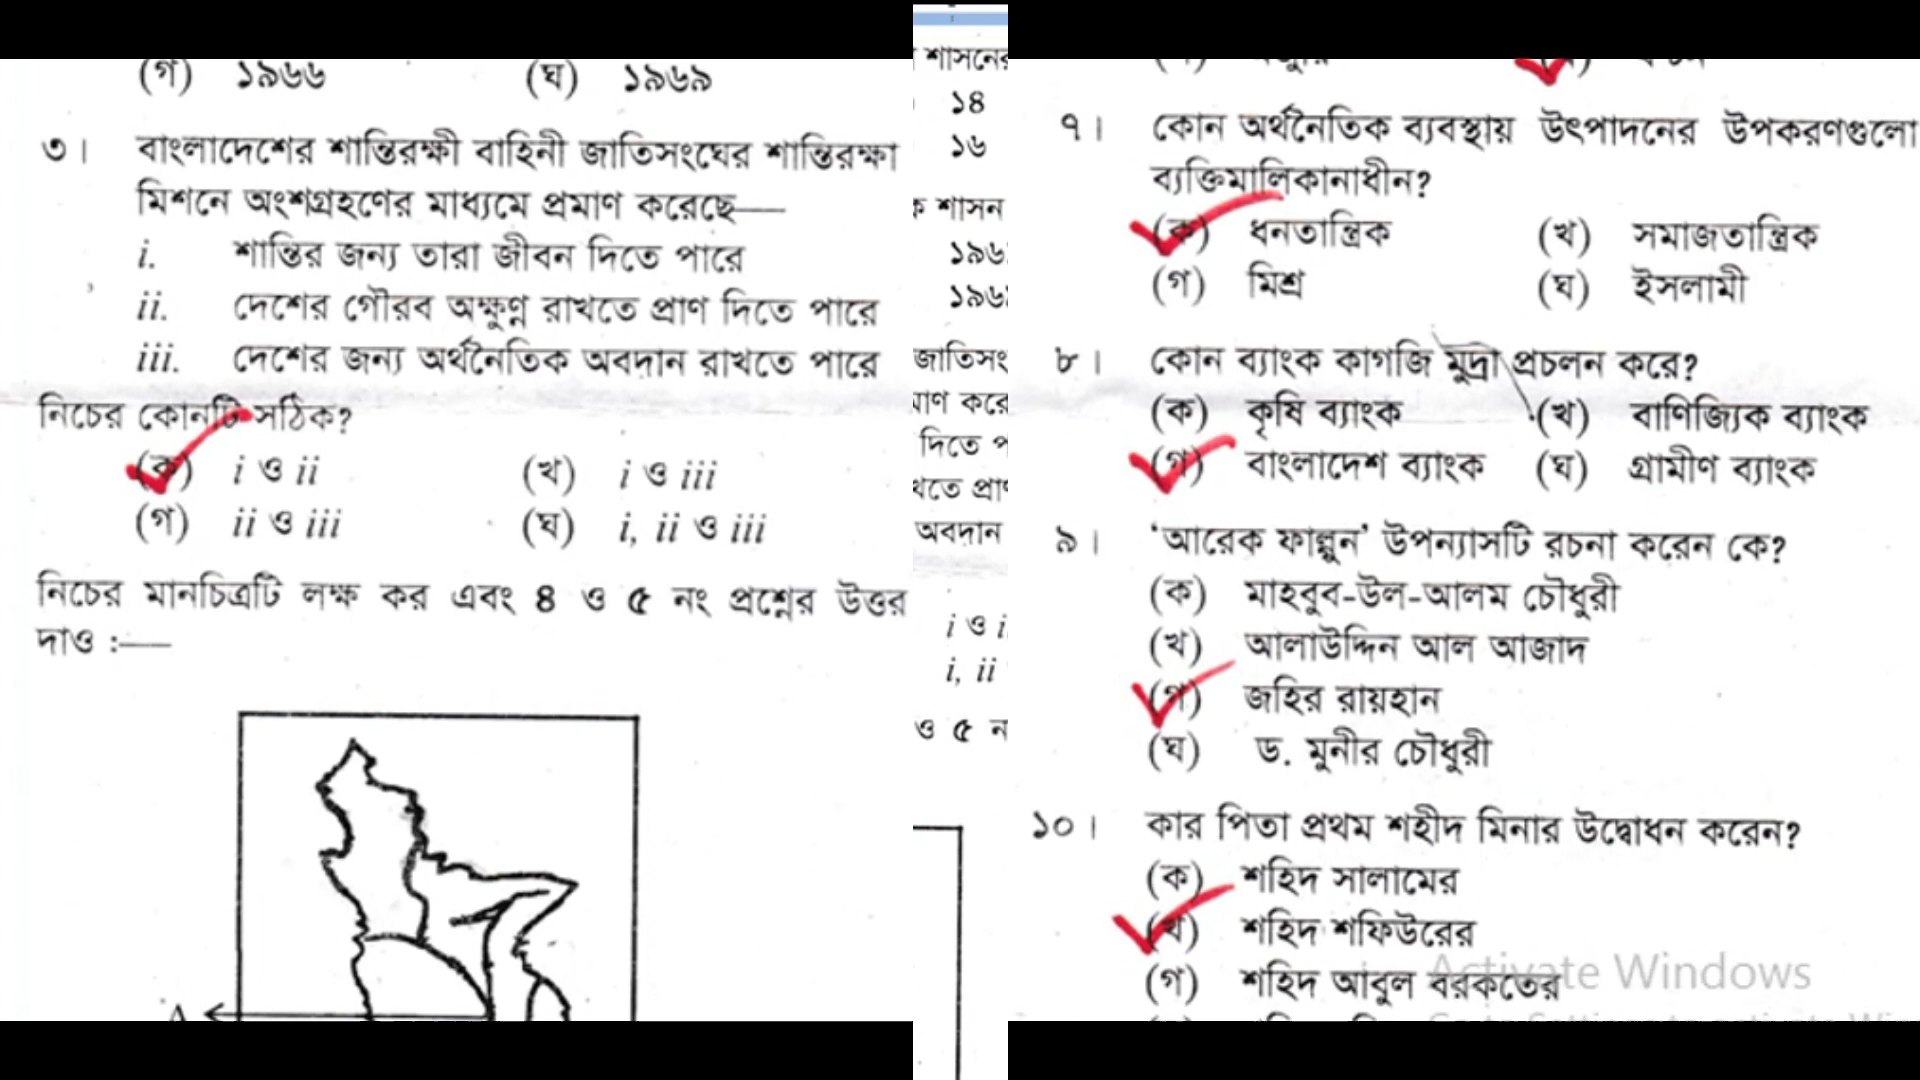 (গ) ১৯৬৬ (ঘ) ১৯৬৯
৩। বাংলাদেশের শান্তিরক্ষী বাহিনী জাতিসংঘের শান্তিরক্ষা
মিশনে অংশগ্রহণের মাধ্যমে প্রমাণ করেছে—
i. শান্তির জন্য তারা জীবন দিতে পারে
ii. দেশের গৌরব অক্ষুণ্ণ রাখতে প্রাণ দিতে পারে
iii. দেশের জন্য অর্থনৈতিক অবদান রাখতে পারে
নিচের কোনটি সঠিক?
(ক) i ও ii (খ) i ও iii
(গ) ii ও iii (ঘ) i, ii ও iii
নিচের মানচিত্রটি লক্ষ কর এবং ৪ ও ৫ নং প্রশ্নের উত্তর
দাও :—
A
শাসনের
১৪
১৬
শাসন
১৯৬
১৯৬
জাতিসং
দিতে প
অবদান
i ও i
i, ii
ও ৫ ন
৭। কোন অর্থনৈতিক ব্যবস্থায় উৎপাদনের উপকরণগুলো
ব্যক্তিমালিকানাধীন?
(ক) ধনতান্ত্রিক (খ) সমাজতান্ত্রিক
(গ) মিশ্র (ঘ) ইসলামী
৮। কোন ব্যাংক কাগজি মুদ্রা প্রচলন করে?
(ক) কৃষি ব্যাংক (খ) বাণিজ্যিক ব্যাংক
(গ) বাংলাদেশ ব্যাংক (ঘ) গ্রামীণ ব্যাংক
৯। ‘আরেক ফাল্গুন’ উপন্যাসটি রচনা করেন কে?
(ক) মাহবুব-উল-আলম চৌধুরী
(খ) আলাউদ্দিন আল আজাদ
(গ) জহির রায়হান
(ঘ) ড. মুনীর চৌধুরী
১০। কার পিতা প্রথম শহীদ মিনার উদ্বোধন করেন?
(ক) শহিদ সালামের
(খ) শহিদ শফিউরের
(গ) শহিদ আবুল বরকতের
Activate Windows